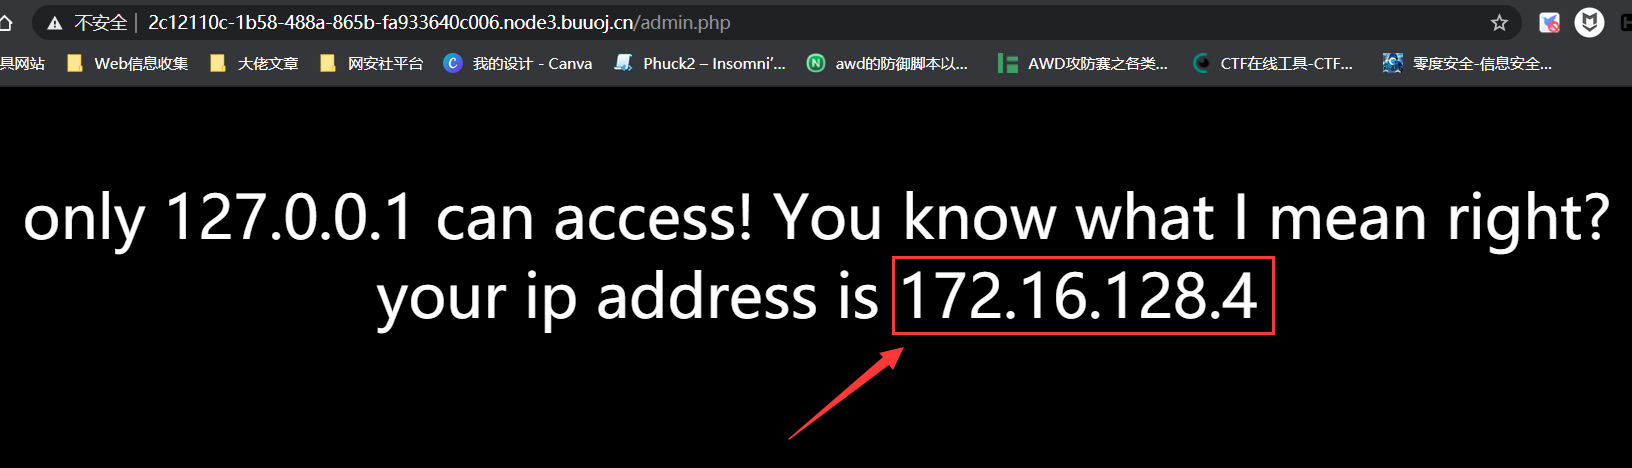 不安全 | 2c12110c-1b58-488a-865b-fa933640c006.node3.buuoj.cn/admin.php
具网站 Web信息收集 大佬文章 网安社平台 我的设计 - Canva Phuck2 – Insomni'... awd的防御脚本以... AWD攻防赛之各类... CTF在线工具-CTF... 零度安全-信息安全...
only 127.0.0.1 can access! You know what I mean right?
your ip address is 172.16.128.4